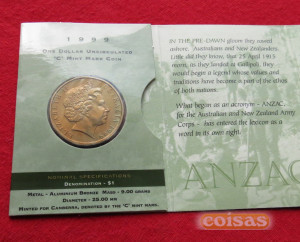 1999
ONE DOLLAR UNCIRCULATED
'C' MINT MARK COIN
NOMINAL SPECIFICATIONS
DENOMINATION - $1
METAL - ALUMINIUM BRONZE MASS - 9.00 GRAMS
DIAMETER - 25.00 MM
MINTED FOR CANBERRA, DENOTED BY THE 'C' MINT MARK.
IN THE PRE-DAWN gloom they moved
ashore. Australians and New Zealanders.
Little did they know, that 25 April 1915
morn, as they landed at Gallipoli, they
would begin a legend whose values and
traditions have become a part of the ethos
of both nations.
What began as an acronym - ANZAC
for the Australian and New Zealand Army
Corps - has entered the lexicon as a
word in its own right.
ANZAC
coisas